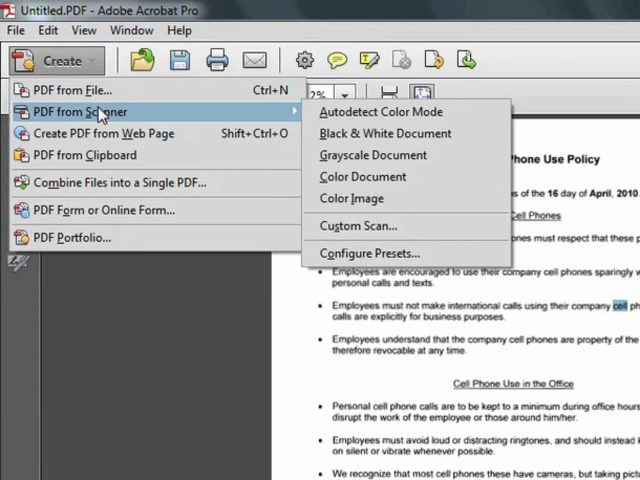 Untitled.PDF - Adobe Acrobat Pro
File Edit View Window Help
Create
2%
PDF from File... Ctrl+N
PDF from Scanner
Create PDF from Web Page Shift+Ctrl+O
PDF from Clipboard
Combine Files into a Single PDF...
PDF Form or Online Form...
PDF Portfolio...
Autodetect Color Mode
Black & White Document
Grayscale Document
Color Document
Color Image
Custom Scan...
Configure Presets...
hone Use Policy
s of the 16 day of April, 2010.
Cell Phones
ones must respect that these p
• Employees are encouraged to use their company cell phones sparingly w
personal calls and texts.
• Employees must not make international calls using their company cell ph
calls are explicitly for business purposes.
• Employees understand that the company cell phones are property of the
therefore revocable at any time.
Cell Phone Use in the Office
• Personal cell phone calls are to be kept to a minimum during office hours
disrupt the work of the employee or those around him/her.
• Employees must avoid loud or distracting ringtones, and should instead k
on silent or vibrate whenever possible.
• We recognize that most cell phones these have cameras, but taking pictu